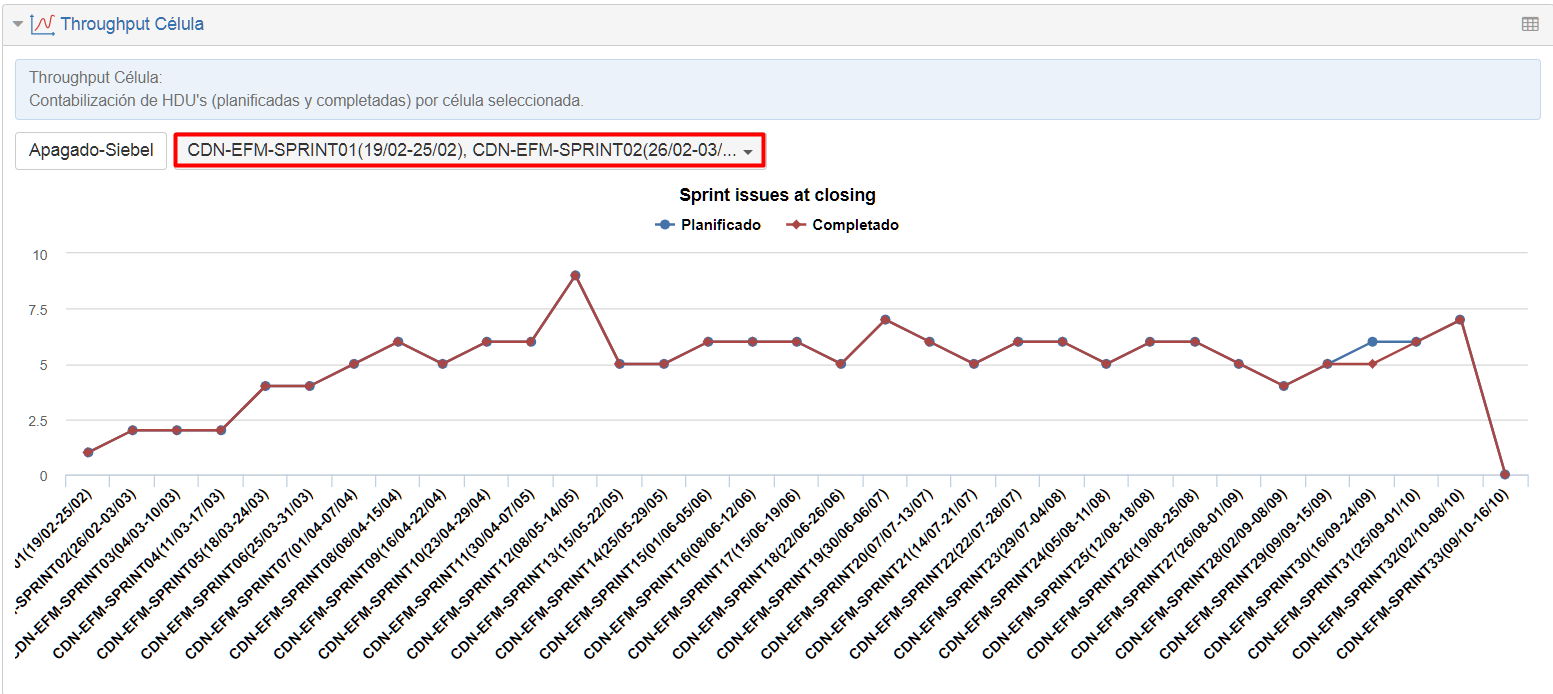 Throughput Célula
Throughput Célula:
Contabilización de HDU's (planificadas y completadas) por célula seleccionada.
Apagado-Siebel
CDN-EFM-SPRINT01(19/02-25/02), CDN-EFM-SPRINT02(26/02-03/...
Sprint issues at closing
Planificado
Completado
10
7.5
5
2.5
0
01(19/02-25/02)
-SPRINT02(26/02-03/03)
CDN-EFM-SPRINT03(04/03-10/03)
CDN-EFM-SPRINT04(11/03-17/03)
CDN-EFM-SPRINT05(18/03-24/03)
CDN-EFM-SPRINT06(25/03-31/03)
CDN-EFM-SPRINT07(01/04-07/04)
CDN-EFM-SPRINT08(08/04-15/04)
CDN-EFM-SPRINT09(16/04-22/04)
CDN-EFM-SPRINT10(23/04-29/04)
CDN-EFM-SPRINT11(30/04-07/05)
CDN-EFM-SPRINT12(08/05-14/05)
CDN-EFM-SPRINT13(15/05-22/05)
CDN-EFM-SPRINT14(25/05-29/05)
CDN-EFM-SPRINT15(01/06-05/06)
CDN-EFM-SPRINT16(08/06-12/06)
CDN-EFM-SPRINT17(15/06-19/06)
CDN-EFM-SPRINT18(22/06-26/06)
CDN-EFM-SPRINT19(30/06-06/07)
CDN-EFM-SPRINT20(07/07-13/07)
CDN-EFM-SPRINT21(14/07-21/07)
CDN-EFM-SPRINT22(22/07-28/07)
CDN-EFM-SPRINT23(29/07-04/08)
CDN-EFM-SPRINT24(05/08-11/08)
CDN-EFM-SPRINT25(12/08-18/08)
CDN-EFM-SPRINT26(19/08-25/08)
CDN-EFM-SPRINT27(26/08-01/09)
CDN-EFM-SPRINT28(02/09-08/09)
CDN-EFM-SPRINT29(09/09-15/09)
CDN-EFM-SPRINT30(16/09-24/09)
CDN-EFM-SPRINT31(25/09-01/10)
CDN-EFM-SPRINT32(02/10-08/10)
CDN-EFM-SPRINT33(09/10-16/10)